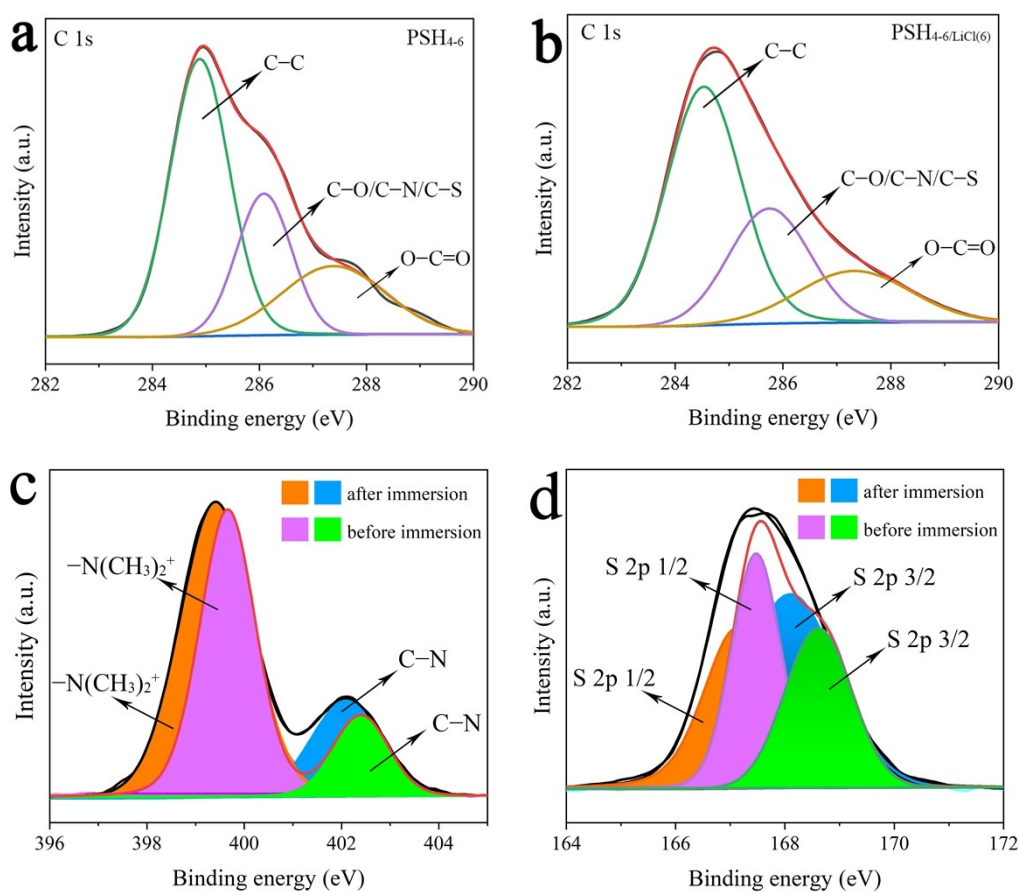 a
C 1s
PSH4-6
C−C
C−O/C−N/C−S
O−C=O
Intensity (a.u.)
282 284 286 288 290
Binding energy (eV)
b
C 1s
PSH4-6/LiCl(6)
C−C
C−O/C−N/C−S
O−C=O
Intensity (a.u.)
282 284 286 288 290
Binding energy (eV)
c
after immersion
before immersion
−N(CH3)2+
−N(CH3)2+
C−N
C−N
Intensity (a.u.)
396 398 400 402 404
Binding energy (eV)
d
after immersion
before immersion
S 2p 1/2
S 2p 3/2
S 2p 3/2
S 2p 1/2
Intensity (a.u.)
164 166 168 170 172
Binding energy (eV)